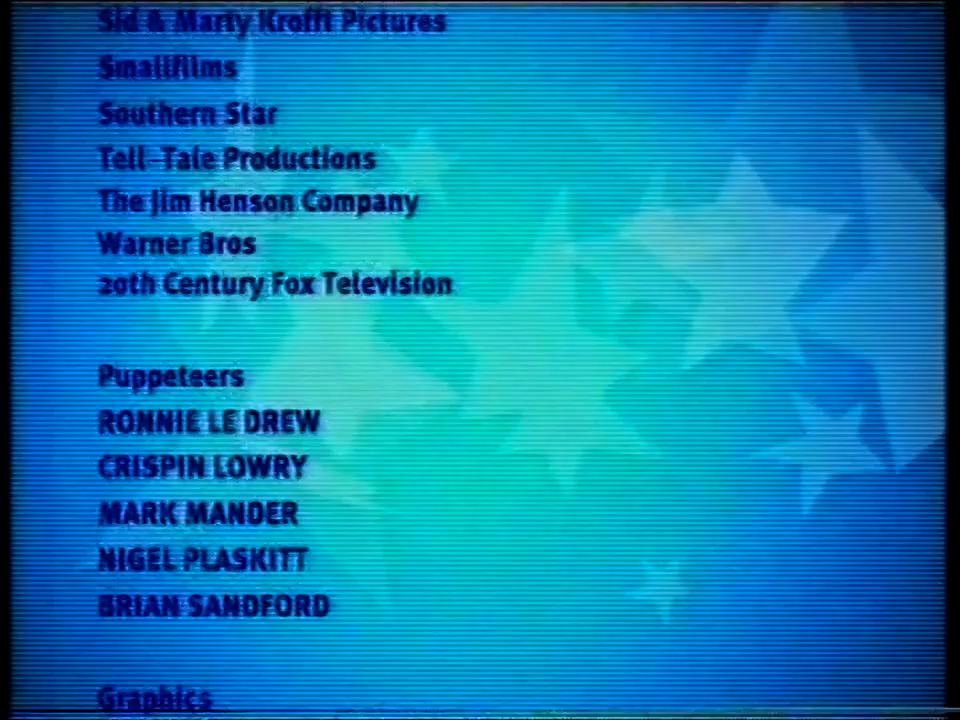 Sid & Marty Krofft Pictures
Smallfilms
Southern Star
Tell-Tale Productions
The Jim Henson Company
Warner Bros
20th Century Fox Television
Puppeteers
RONNIE LE DREW
CRISPIN LOWRY
MARK MANDER
NIGEL PLASKITT
BRIAN SANDFORD
Graphics